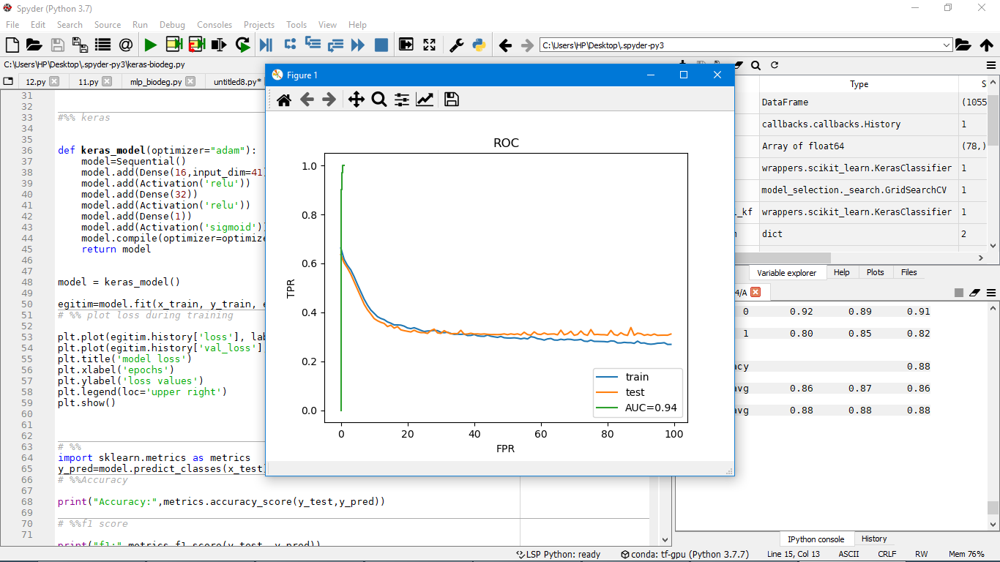 Spyder (Python 3.7)
File Edit Search Source Run Debug Consoles Projects Tools View Help
C:\Users\HP\Desktop\.spyder-py3
C:\Users\HP\Desktop\.spyder-py3\keras-biodeg.py
12.py 11.py mlp_biodeg.py untitled8.py*
31
32
33 #%% keras
34
35
36 def keras_model(optimizer="adam"):
37 model=Sequential()
38 model.add(Dense(16,input_dim=41)
39 model.add(Activation('relu'))
40 model.add(Dense(32))
41 model.add(Activation('relu'))
42 model.add(Dense(1))
43 model.add(Activation('sigmoid'))
44 model.compile(optimizer=optimize
45 return model
46
47
48 model = keras_model()
49
50 egitim=model.fit(x_train, y_train, e
51 # %% plot loss during training
52
53 plt.plot(egitim.history['loss'], lab
54 plt.plot(egitim.history['val_loss']
55 plt.title('model loss')
56 plt.xlabel('epochs')
57 plt.ylabel('loss values')
58 plt.legend(loc='upper right')
59 plt.show()
60
61
62
63 # %%
64 import sklearn.metrics as metrics
65 y_pred=model.predict_classes(x_test)
66 # %%Accuracy
67
68 print("Accuracy:",metrics.accuracy_score(y_test,y_pred))
69
70 # %%f1 score
71
print("f1:",metrics.f1_score(y_test, y_pred))
Figure 1
ROC
TPR
1.0
0.8
0.6
0.4
0.2
0.0
0 20 40 60 80 100
FPR
train
test
AUC=0.94
Type S
DataFrame (1055
callbacks.callbacks.History 1
Array of float64 (78,)
wrappers.scikit_learn.KerasClassifier 1
model_selection._search.GridSearchCV 1
l_kf wrappers.scikit_learn.KerasClassifier 1
dict 2
Variable explorer Help Plots Files
4/A
0 0.92 0.89 0.91
1 0.80 0.85 0.82
acy 0.88
avg 0.86 0.87 0.86
avg 0.88 0.88 0.88
IPython console History
LSP Python: ready conda: tf-gpu (Python 3.7.7) Line 15, Col 13 ASCII CRLF RW Mem 76%